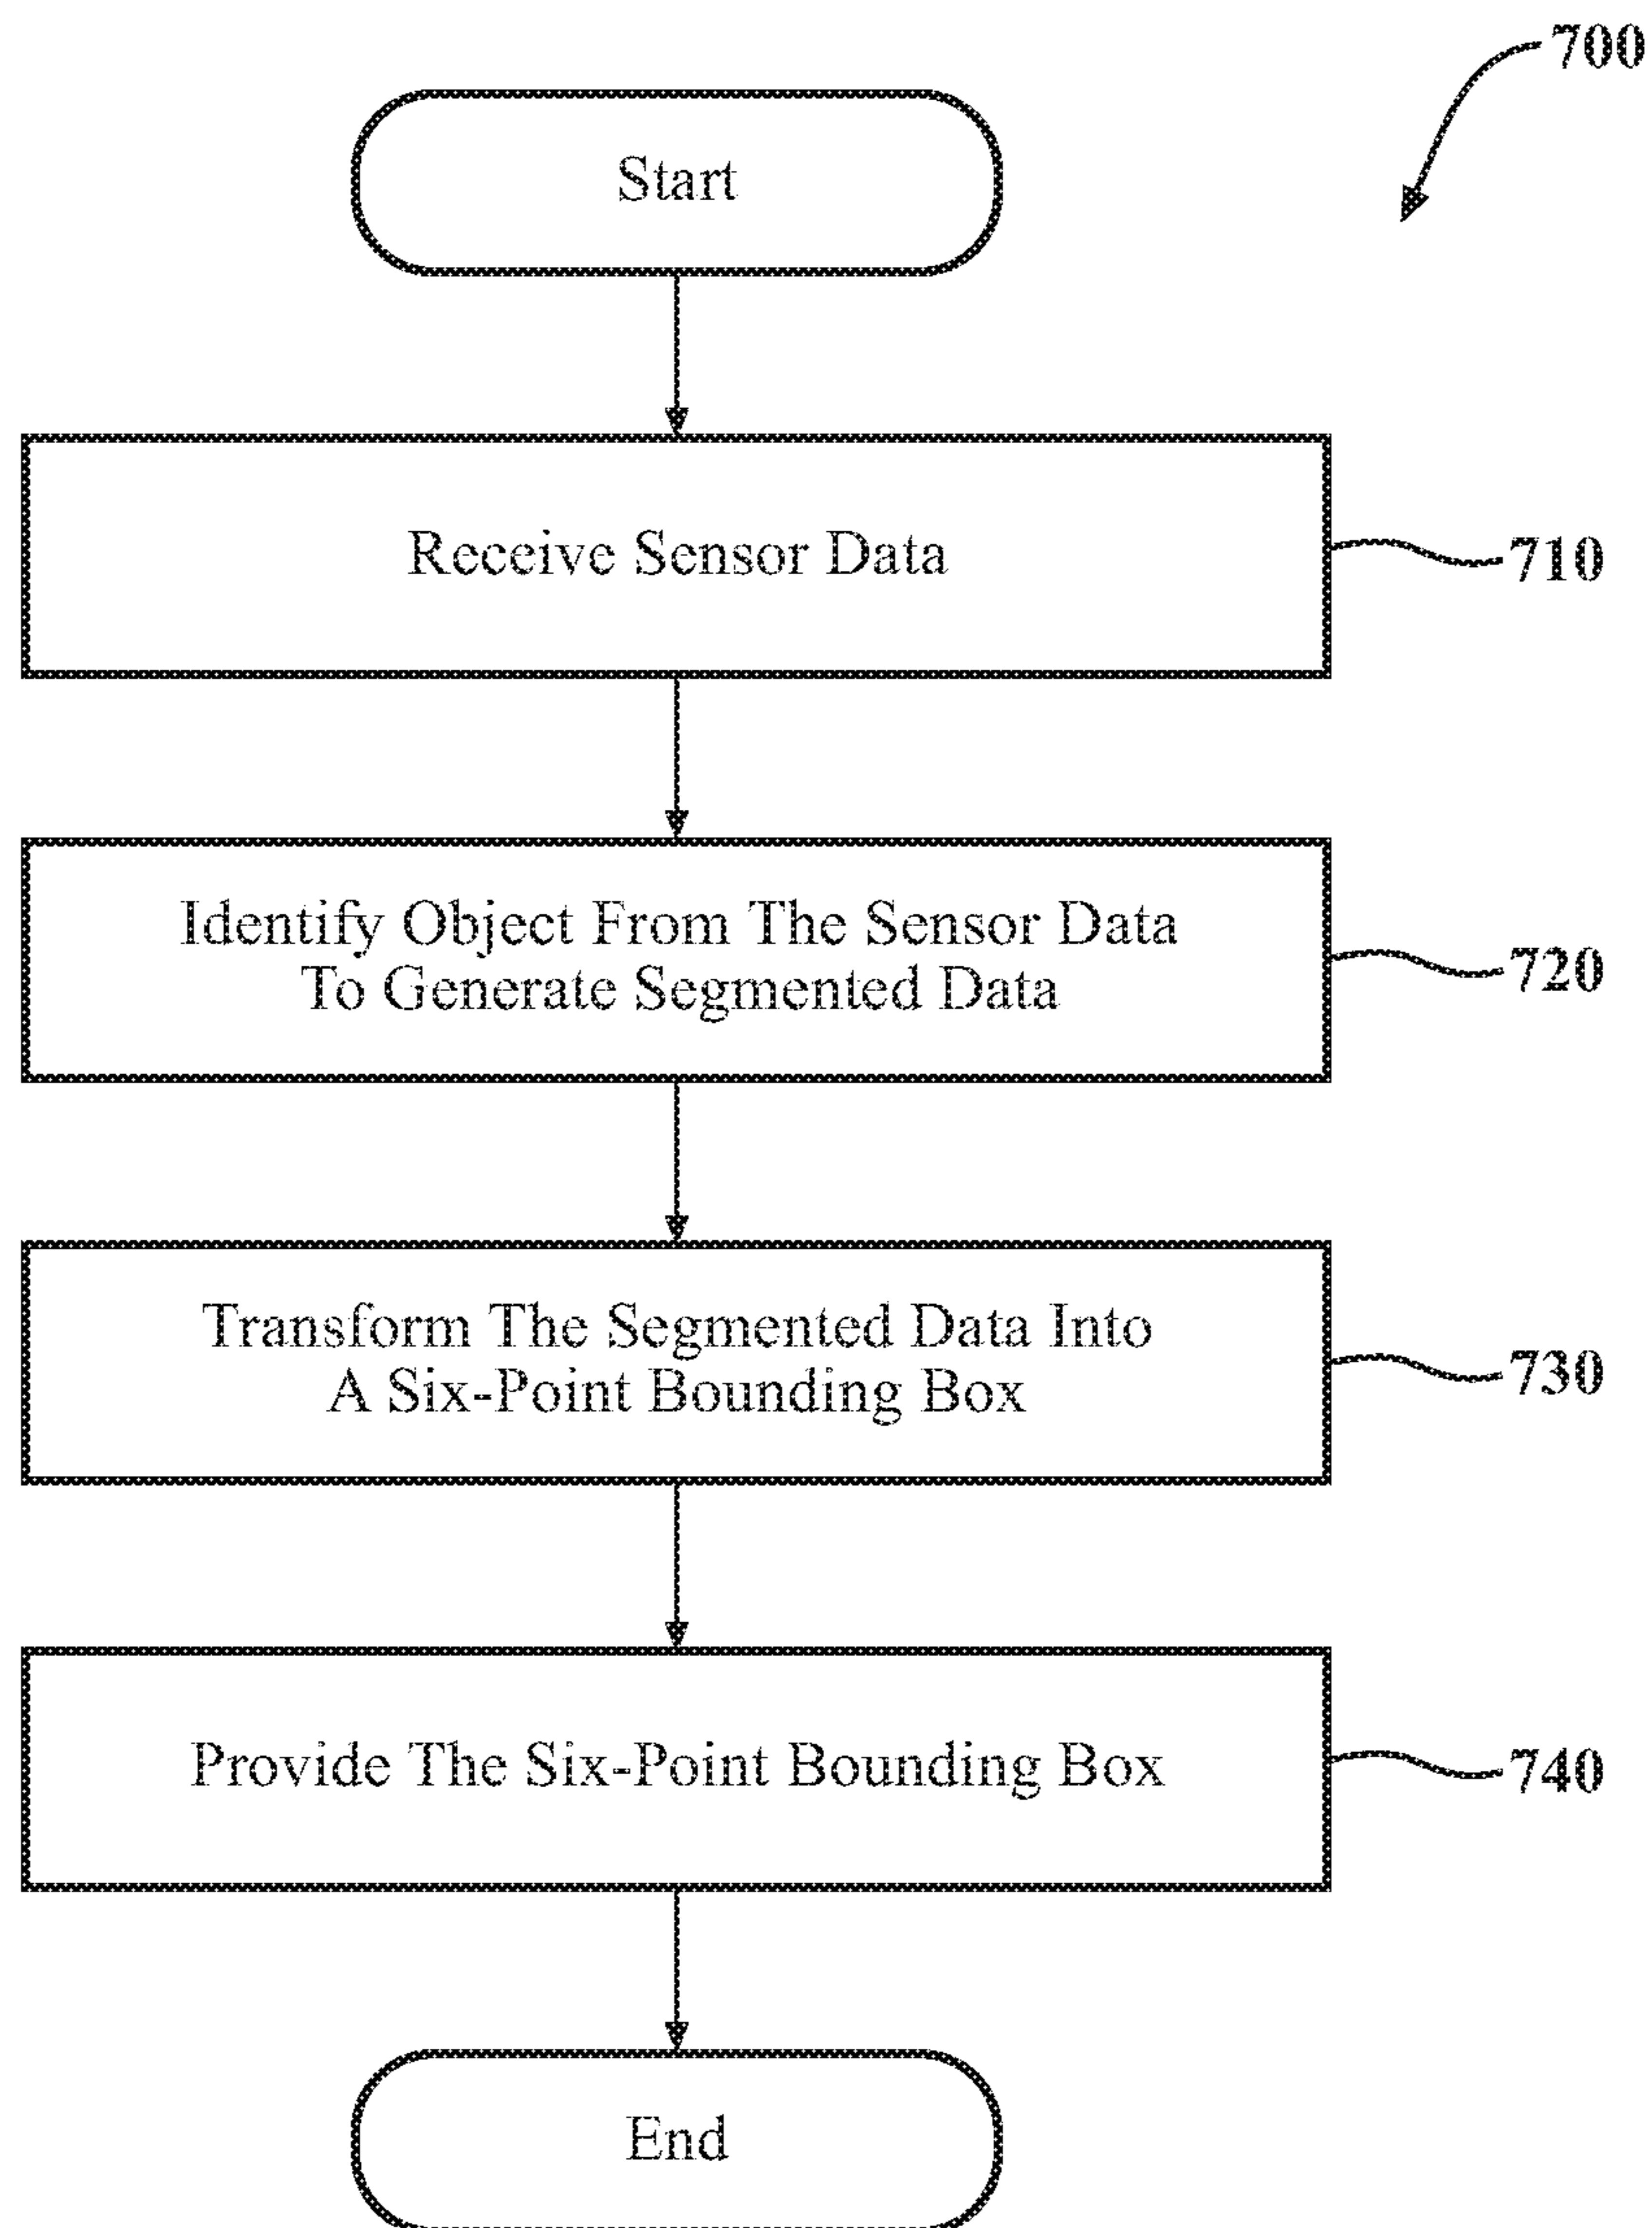 700
Start
Receive Sensor Data
710
Identify Object From The Sensor Data
To Generate Segmented Data
720
Transform The Segmented Data Into
A Six-Point Bounding Box
730
Provide The Six-Point Bounding Box
740
End